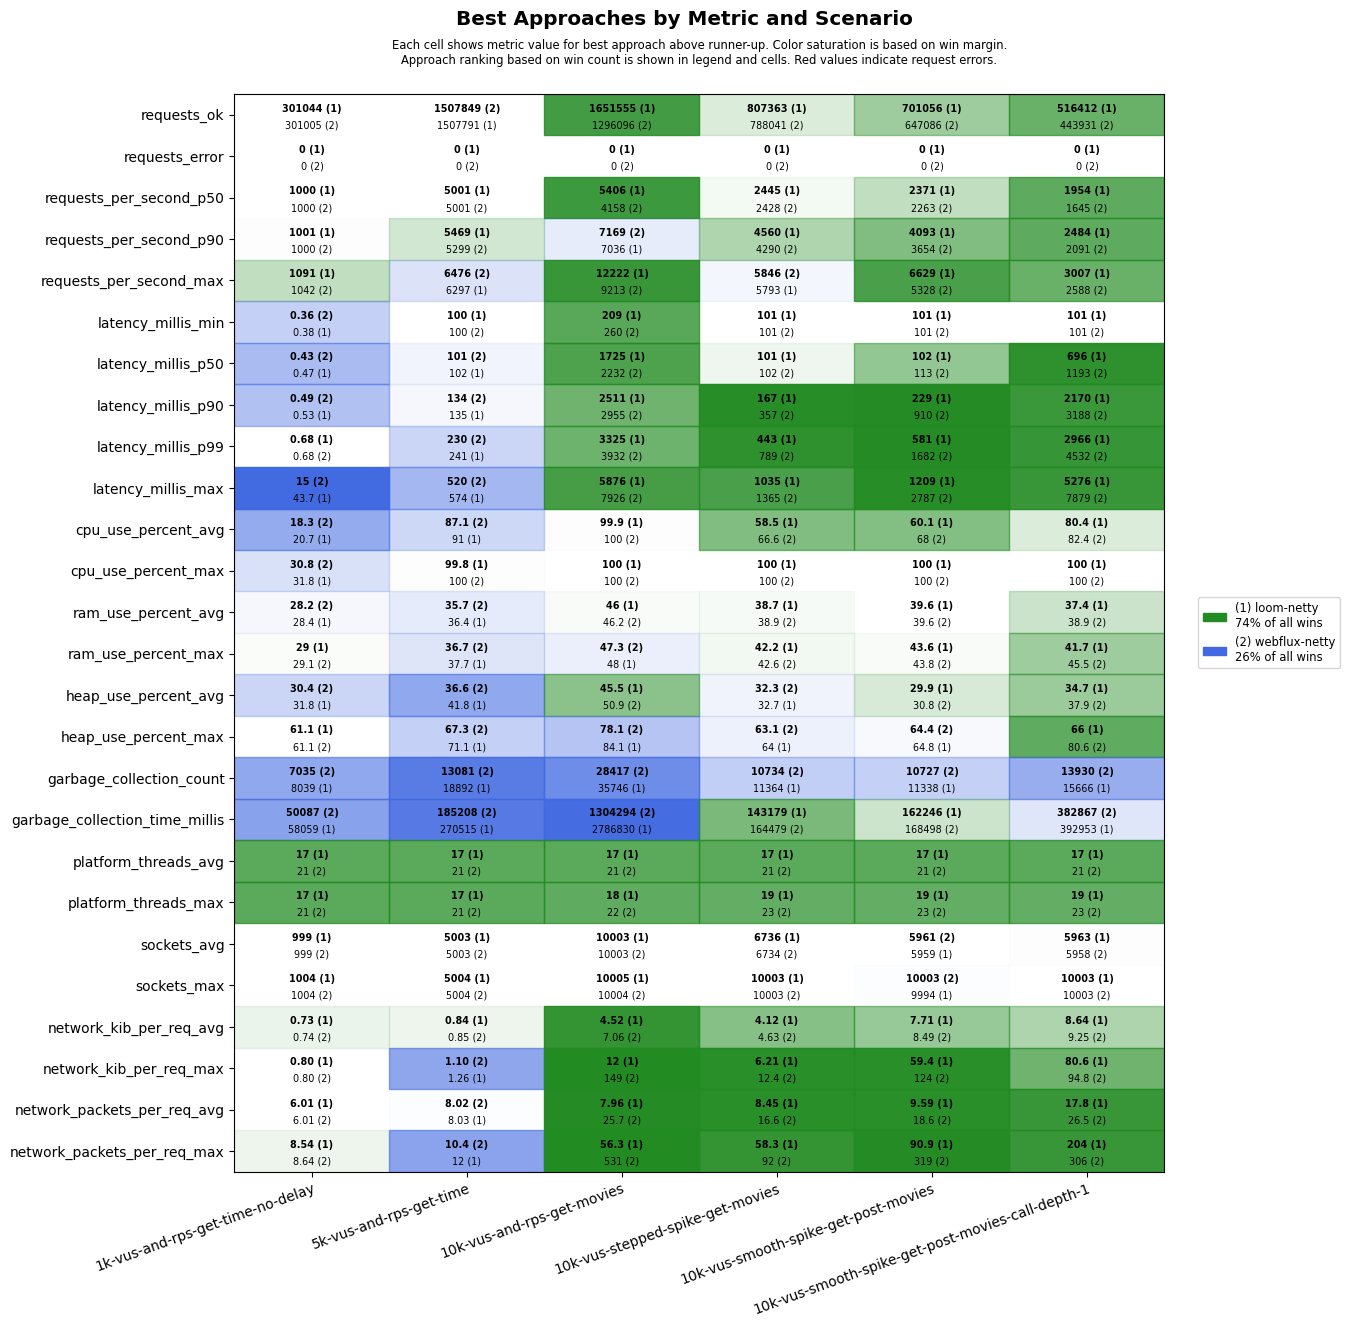 Best Approaches by Metric and Scenario
Each cell shows metric value for best approach above runner-up. Color saturation is based on win margin.
Approach ranking based on win count is shown in legend and cells. Red values indicate request errors.
requests_ok
301044 (1) 1507849 (2) 1651555 (1) 807363 (1) 701056 (1) 516412 (1)
301005 (2) 1507791 (1) 1296096 (2) 788041 (2) 647086 (2) 443931 (2)
requests_error
0 (1) 0 (1) 0 (1) 0 (1) 0 (1) 0 (1)
0 (2) 0 (2) 0 (2) 0 (2) 0 (2) 0 (2)
requests_per_second_p50
1000 (1) 5001 (1) 5406 (1) 2445 (1) 2371 (1) 1954 (1)
1000 (2) 5001 (2) 4158 (2) 2428 (2) 2263 (2) 1645 (2)
requests_per_second_p90
1001 (1) 5469 (1) 7169 (2) 4560 (1) 4093 (1) 2484 (1)
1000 (2) 5299 (2) 7036 (1) 4290 (2) 3654 (2) 2091 (2)
requests_per_second_max
1091 (1) 6476 (2) 12222 (1) 5846 (2) 6629 (1) 3007 (1)
1042 (2) 6297 (1) 9213 (2) 5793 (1) 5328 (2) 2588 (2)
latency_millis_min
0.36 (2) 100 (1) 209 (1) 101 (1) 101 (1) 101 (1)
0.38 (1) 100 (2) 260 (2) 101 (2) 101 (2) 101 (2)
latency_millis_p50
0.43 (2) 101 (2) 1725 (1) 101 (1) 102 (1) 696 (1)
0.47 (1) 102 (1) 2232 (2) 102 (2) 113 (2) 1193 (2)
latency_millis_p90
0.49 (2) 134 (2) 2511 (1) 167 (1) 229 (1) 2170 (1)
0.53 (1) 135 (1) 2955 (2) 357 (2) 910 (2) 3188 (2)
latency_millis_p99
0.68 (1) 230 (2) 3325 (1) 443 (1) 581 (1) 2966 (1)
0.68 (2) 241 (1) 3932 (2) 789 (2) 1682 (2) 4532 (2)
latency_millis_max
15 (2) 520 (2) 5876 (1) 1035 (1) 1209 (1) 5276 (1)
43.7 (1) 574 (1) 7926 (2) 1365 (2) 2787 (2) 7879 (2)
cpu_use_percent_avg
18.3 (2) 87.1 (2) 99.9 (1) 58.5 (1) 60.1 (1) 80.4 (1)
20.7 (1) 91 (1) 100 (2) 66.6 (2) 68 (2) 82.4 (2)
cpu_use_percent_max
30.8 (2) 99.8 (1) 100 (1) 100 (1) 100 (1) 100 (1)
31.8 (1) 100 (2) 100 (2) 100 (2) 100 (2) 100 (2)
ram_use_percent_avg
28.2 (2) 35.7 (2) 46 (1) 38.7 (1) 39.6 (1) 37.4 (1)
28.4 (1) 36.4 (1) 46.2 (2) 38.9 (2) 39.6 (2) 38.9 (2)
ram_use_percent_max
29 (1) 36.7 (2) 47.3 (2) 42.2 (1) 43.6 (1) 41.7 (1)
29.1 (2) 37.7 (1) 48 (1) 42.6 (2) 43.8 (2) 45.5 (2)
heap_use_percent_avg
30.4 (2) 36.6 (2) 45.5 (1) 32.3 (2) 29.9 (1) 34.7 (1)
31.8 (1) 41.8 (1) 50.9 (2) 32.7 (1) 30.8 (2) 37.9 (2)
heap_use_percent_max
61.1 (1) 67.3 (2) 78.1 (2) 63.1 (2) 64.4 (2) 66 (1)
61.1 (2) 71.1 (1) 84.1 (1) 64 (1) 64.8 (1) 80.6 (2)
garbage_collection_count
7035 (2) 13081 (2) 28417 (2) 10734 (2) 10727 (2) 13930 (2)
8039 (1) 18892 (1) 35746 (1) 11364 (1) 11338 (1) 15666 (1)
garbage_collection_time_millis
50087 (2) 185208 (2) 1304294 (2) 143179 (1) 162246 (1) 382867 (2)
58059 (1) 270515 (1) 2786830 (1) 164479 (2) 168498 (2) 392953 (1)
platform_threads_avg
17 (1) 17 (1) 17 (1) 17 (1) 17 (1) 17 (1)
21 (2) 21 (2) 21 (2) 21 (2) 21 (2) 21 (2)
platform_threads_max
17 (1) 17 (1) 18 (1) 19 (1) 19 (1) 19 (1)
21 (2) 21 (2) 22 (2) 23 (2) 23 (2) 23 (2)
sockets_avg
999 (1) 5003 (1) 10003 (1) 6736 (1) 5961 (2) 5963 (1)
999 (2) 5003 (2) 10003 (2) 6734 (2) 5959 (1) 5958 (2)
sockets_max
1004 (1) 5004 (1) 10005 (1) 10003 (1) 10003 (2) 10003 (1)
1004 (2) 5004 (2) 10004 (2) 10003 (2) 9994 (1) 10003 (2)
network_kib_per_req_avg
0.73 (1) 0.84 (1) 4.52 (1) 4.12 (1) 7.71 (1) 8.64 (1)
0.74 (2) 0.85 (2) 7.06 (2) 4.63 (2) 8.49 (2) 9.25 (2)
network_kib_per_req_max
0.80 (1) 1.10 (2) 12 (1) 6.21 (1) 59.4 (1) 80.6 (1)
0.80 (2) 1.26 (1) 149 (2) 12.4 (2) 124 (2) 94.8 (2)
network_packets_per_req_avg
6.01 (1) 8.02 (2) 7.96 (1) 8.45 (1) 9.59 (1) 17.8 (1)
6.01 (2) 8.03 (1) 25.7 (2) 16.6 (2) 18.6 (2) 26.5 (2)
network_packets_per_req_max
8.54 (1) 10.4 (2) 56.3 (1) 58.3 (1) 90.9 (1) 204 (1)
8.64 (2) 12 (1) 531 (2) 92 (2) 319 (2) 306 (2)
1k-vus-and-rps-get-time-no-delay
5k-vus-and-rps-get-time
10k-vus-and-rps-get-movies
10k-vus-stepped-spike-get-movies
10k-vus-smooth-spike-get-post-movies
10k-vus-smooth-spike-get-post-movies-call-depth-1
(1) loom-netty
74% of all wins
(2) webflux-netty
26% of all wins